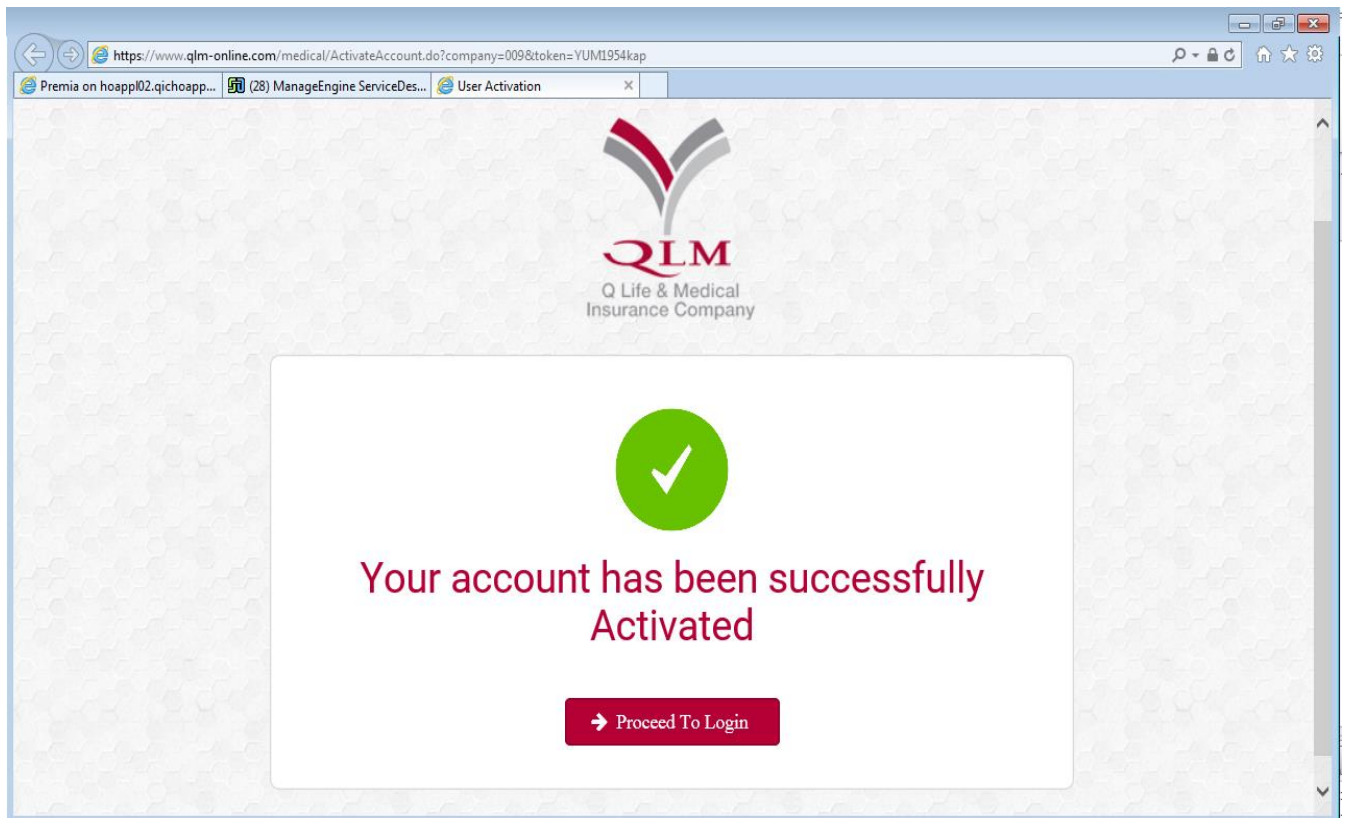 https://www.qlm-online.com/medical/ActivateAccount.do?company=009&token=YUM1954kap
Premia on hoappl02.qichoapp... (28) ManageEngine ServiceDes... User Activation
QLM
Q Life & Medical
Insurance Company
Your account has been successfully
Activated
Proceed To Login